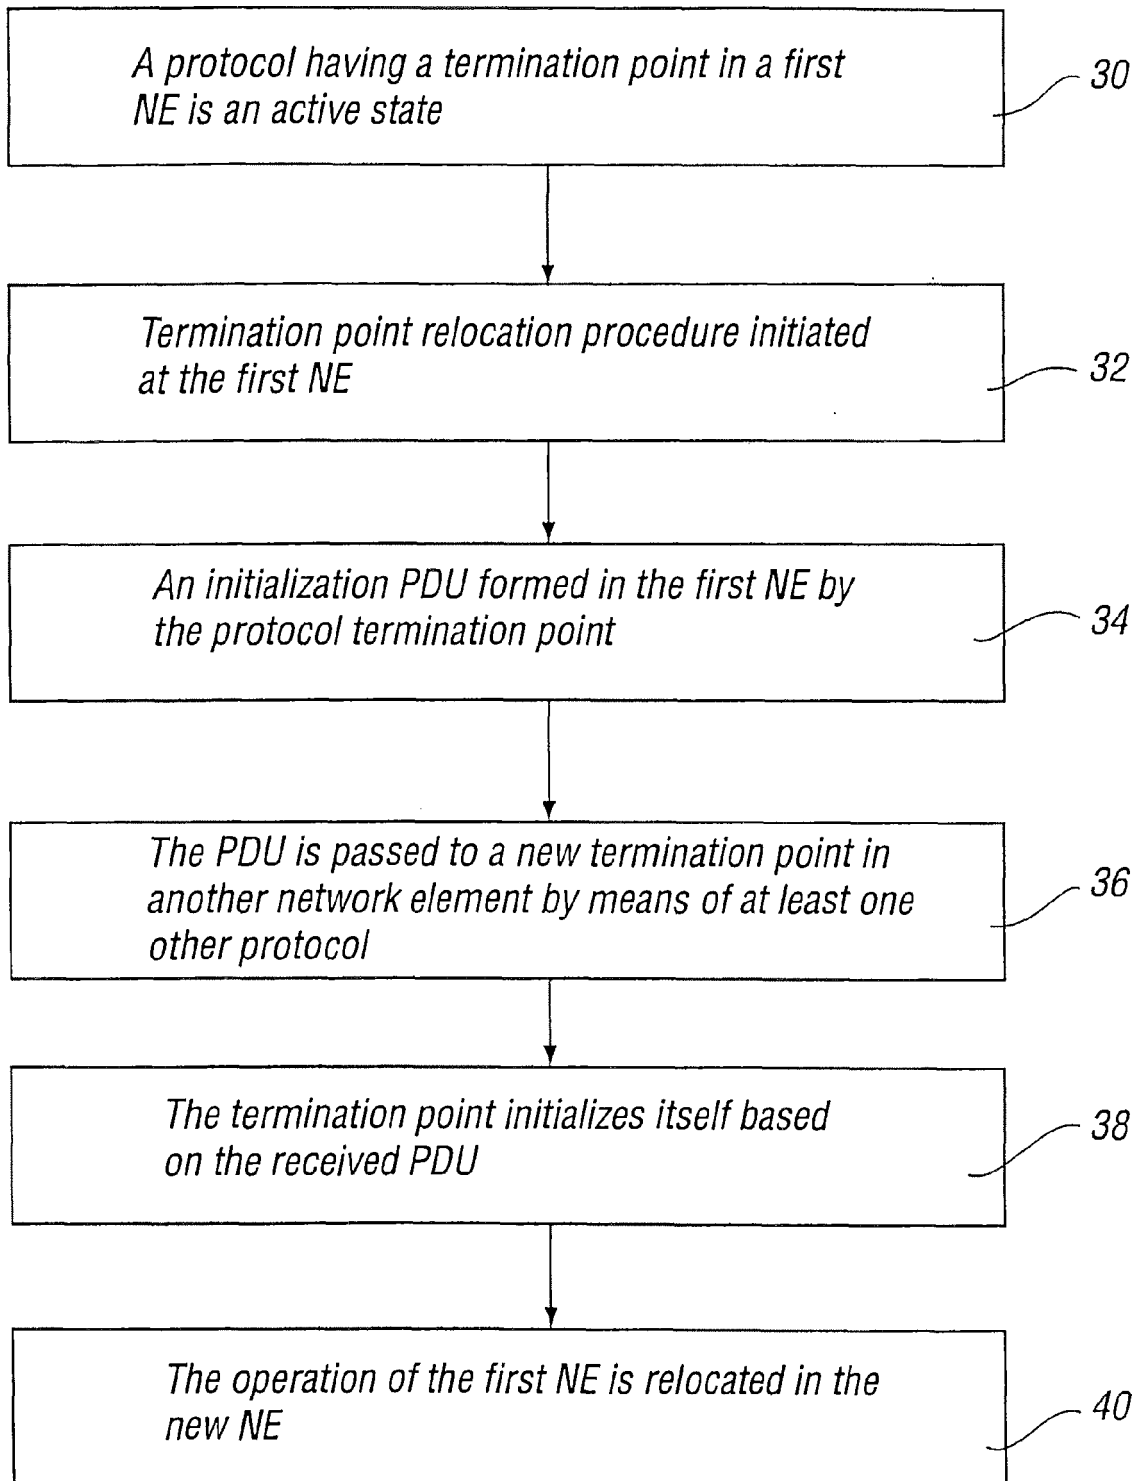 A protocol having a termination point in a first
NE is an active state
30
Termination point relocation procedure initiated
at the first NE
32
An initialization PDU formed in the first NE by
the protocol termination point
34
The PDU is passed to a new termination point in
another network element by means of at least one
other protocol
36
The termination point initializes itself based
on the received PDU
38
The operation of the first NE is relocated in the
new NE
40